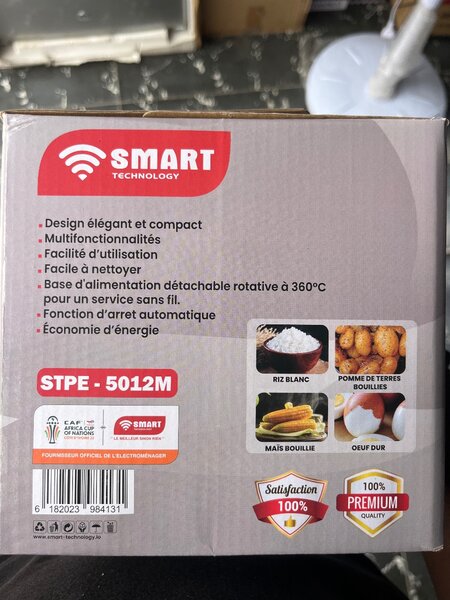 SMART
TECHNOLOGY
Design élégant et compact
Multifonctionnalités
Facilité d'utilisation
Facile à nettoyer
Base d'alimentation détachable rotative à 360°C
pour un service sans fil.
Fonction d'arret automatique
Économie d'énergie
STPE - 5012M
RIZ BLANC
POMME DE TERRES
BOUILLIES
MAÏS BOUILLIE
OEUF DUR
CAF
AFRICA CUP
OF NATIONS
SMART
TECHNOLOGY
"LE MEILLEUR, SINON RIEN"
FOURNISSEUR OFFICIEL DE L'ÉLECTROMÉNAGER
Satisfaction
100%
100%
PREMIUM
QUALITY
6 182023 984131
www.smart-technology.io